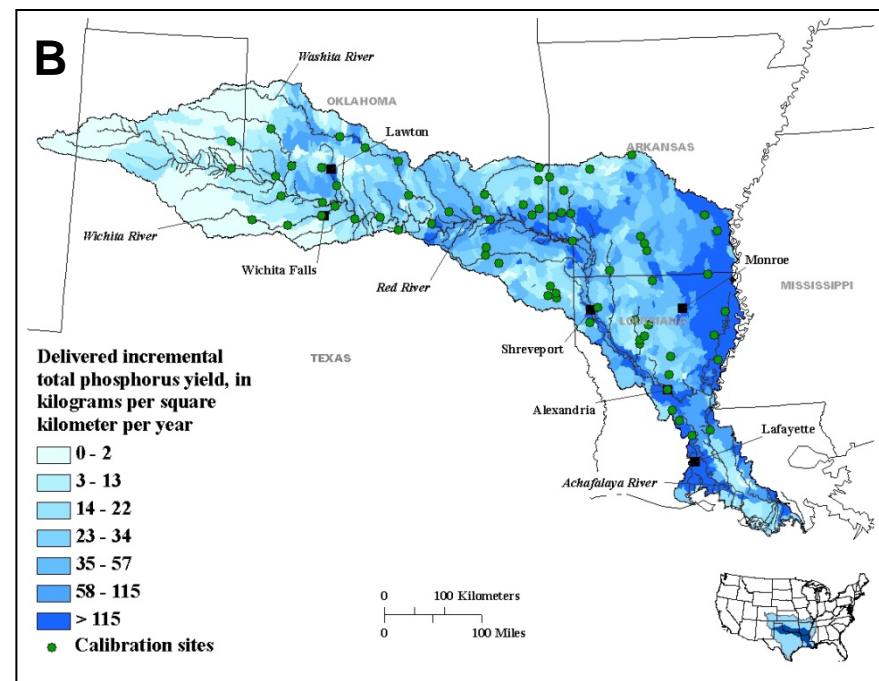 B
Washita River
OKLAHOMA
Lawton
ARKANSAS
Wichita River
Wichita Falls
Red River
Monroe
MISSISSIPPI
LOUISIANA
Shreveport
TEXAS
Delivered incremental
total phosphorus yield, in
kilograms per square
kilometer per year
0 - 2
3 - 13
14 - 22
23 - 34
35 - 57
58 - 115
> 115
Calibration sites
Alexandria
Lafayette
Achafalaya River
0 100 Kilometers
0 100 Miles